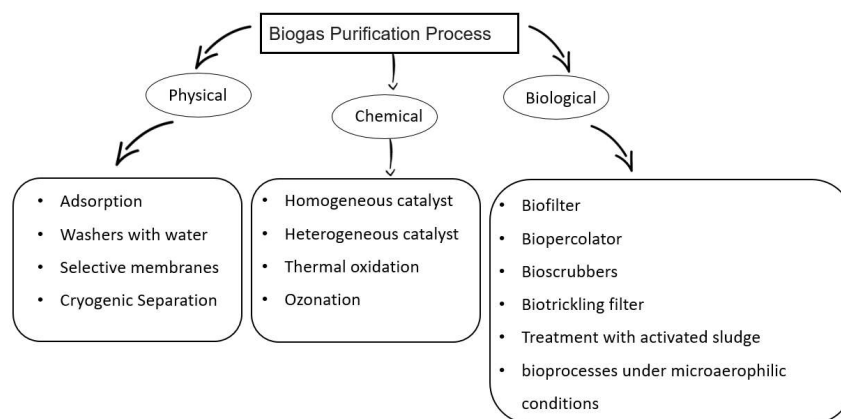 Biogas Purification Process
Physical
Chemical
Biological
• Adsorption
• Washers with water
• Selective membranes
• Cryogenic Separation
• Homogeneous catalyst
• Heterogeneous catalyst
• Thermal oxidation
• Ozonation
• Biofilter
• Biopercolator
• Bioscrubbers
• Biotrickling filter
• Treatment with activated sludge
• bioprocesses under microaerophilic
conditions